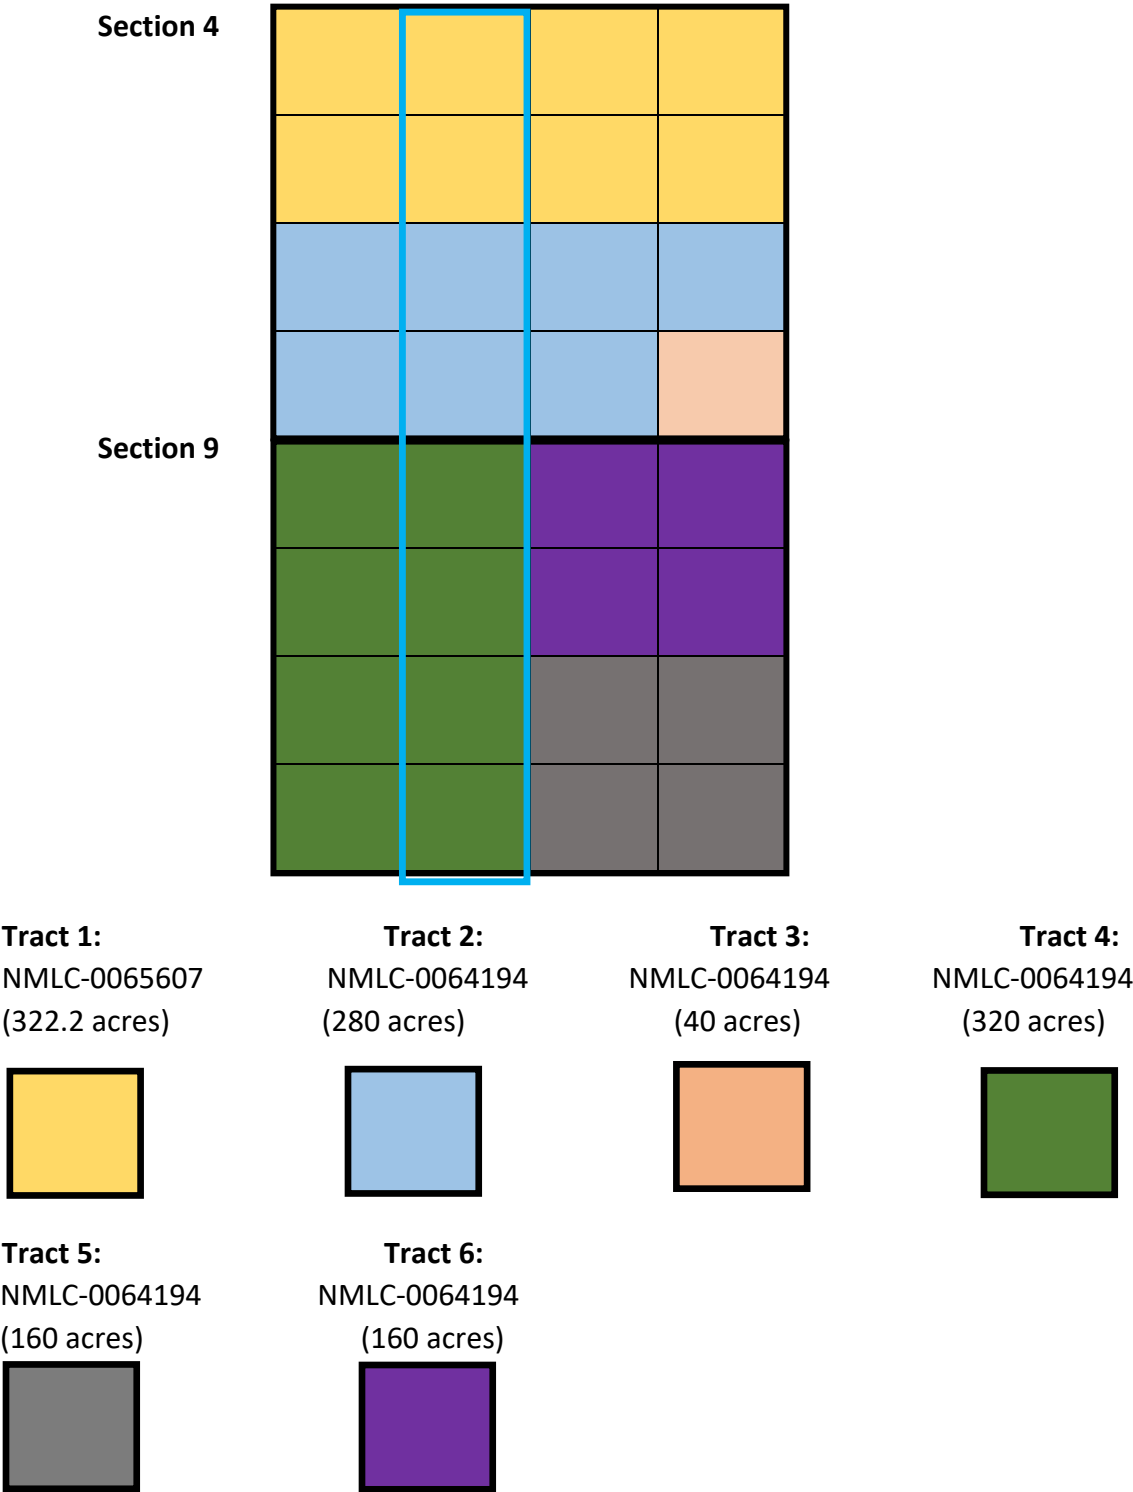 Section 4
Section 9
Tract 1:
NMLC-0065607
(322.2 acres)
Tract 2:
NMLC-0064194
(280 acres)
Tract 3:
NMLC-0064194
(40 acres)
Tract 4:
NMLC-0064194
(320 acres)
Tract 5:
NMLC-0064194
(160 acres)
Tract 6:
NMLC-0064194
(160 acres)